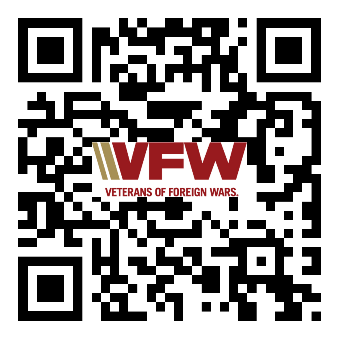 VFW
VETERANS OF FOREIGN WARS.